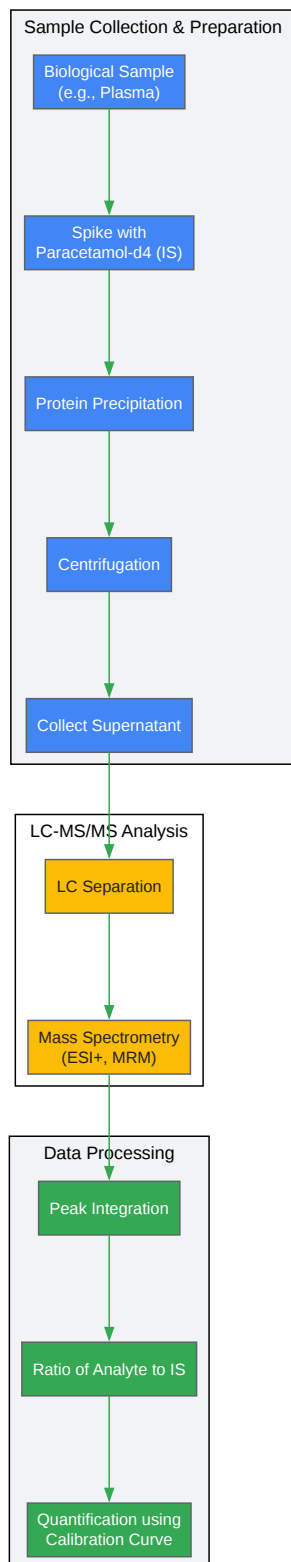 Sample Collection & Preparation
Biological Sample
(e.g., Plasma)
Spike with
Paracetamol-d4 (IS)
Protein Precipitation
Centrifugation
Collect Supernatant
LC-MS/MS Analysis
LC Separation
Mass Spectrometry
(ESI+, MRM)
Data Processing
Peak Integration
Ratio of Analyte to IS
Quantification using
Calibration Curve